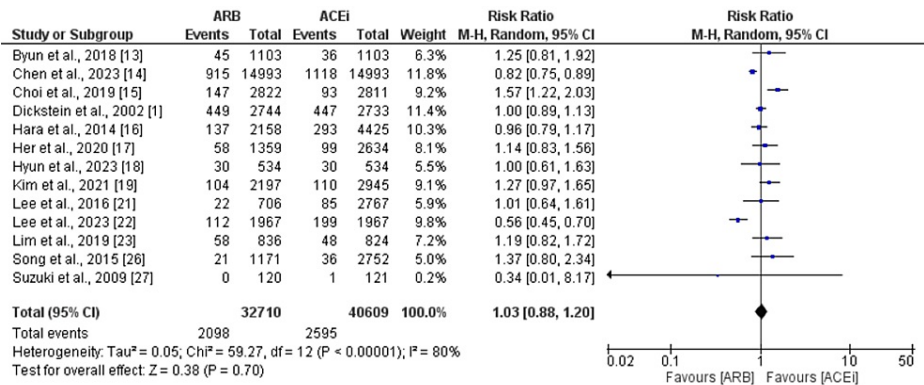 ARB ACEi Risk Ratio Risk Ratio
Study or Subgroup Events Total Events Total Weight M-H, Random, 95% CI M-H, Random, 95% CI
Byun et al., 2018 [13] 45 1103 36 1103 6.3% 1.25 [0.81, 1.92]
Chen et al., 2023 [14] 915 14993 1118 14993 11.8% 0.82 [0.75, 0.89]
Choi et al., 2019 [15] 147 2822 93 2811 9.2% 1.57 [1.22, 2.03]
Dickstein et al., 2002 [1] 449 2744 447 2733 11.4% 1.00 [0.89, 1.13]
Hara et al., 2014 [16] 137 2158 293 4425 10.3% 0.96 [0.79, 1.17]
Her et al., 2020 [17] 58 1359 99 2634 8.1% 1.14 [0.83, 1.56]
Hyun et al., 2023 [18] 30 534 30 534 5.5% 1.00 [0.61, 1.63]
Kim et al., 2021 [19] 104 2197 110 2945 9.1% 1.27 [0.97, 1.65]
Lee et al., 2016 [21] 22 706 85 2767 5.9% 1.01 [0.64, 1.61]
Lee et al., 2023 [22] 112 1967 199 1967 9.8% 0.56 [0.45, 0.70]
Lim et al., 2019 [23] 58 836 48 824 7.2% 1.19 [0.82, 1.72]
Song et al., 2015 [26] 21 1171 36 2752 5.0% 1.37 [0.80, 2.34]
Suzuki et al., 2009 [27] 0 120 1 121 0.2% 0.34 [0.01, 8.17]
Total (95% CI) 32710 40609 100.0% 1.03 [0.88, 1.20]
Total events 2098 2595
Heterogeneity: Tau² = 0.05; Chi² = 59.27, df = 12 (P < 0.00001); I² = 80%
Test for overall effect: Z = 0.38 (P = 0.70)
0.02 0.1 1 10 50
Favours [ARB] Favours [ACEi]